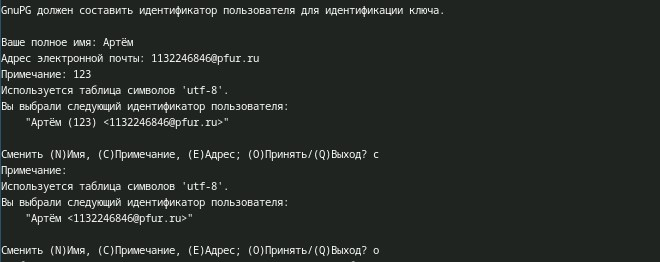 GnuPG должен составить идентификатор пользователя для идентификации ключа.
Ваше полное имя: Артём
Адрес электронной почты: 1132246846@pfur.ru
Примечание: 123
Используется таблица символов 'utf-8'.
Вы выбрали следующий идентификатор пользователя:
"Артём (123) <1132246846@pfur.ru>"
Сменить (N)Имя, (C)Примечание, (E)Адрес; (O)Принять/(Q)Выход? c
Примечание:
Используется таблица символов 'utf-8'.
Вы выбрали следующий идентификатор пользователя:
"Артём <1132246846@pfur.ru>"
Сменить (N)Имя, (C)Примечание, (E)Адрес; (O)Принять/(Q)Выход? o